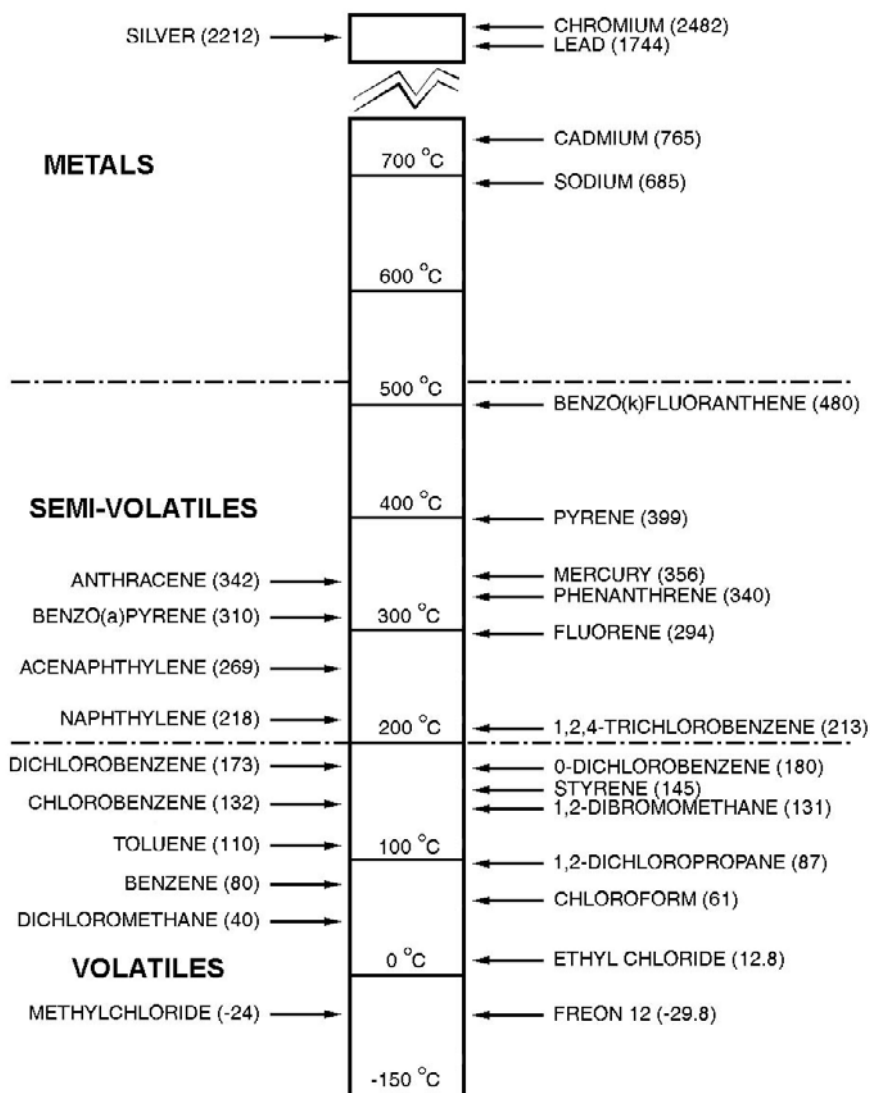 SILVER (2212)
CHROMIUM (2482)
LEAD (1744)
CADMIUM (765)
METALS
700 °C
SODIUM (685)
600 °C
500 °C
BENZO(k)FLUORANTHENE (480)
SEMI-VOLATILES
400 °C
PYRENE (399)
ANTHRACENE (342)
MERCURY (356)
PHENANTHRENE (340)
BENZO(a)PYRENE (310)
300 °C
FLUORENE (294)
ACENAPHTHYLENE (269)
NAPHTHYLENE (218)
200 °C
1,2,4-TRICHLOROBENZENE (213)
DICHLOROBENZENE (173)
0-DICHLOROBENZENE (180)
STYRENE (145)
CHLOROBENZENE (132)
1,2-DIBROMOMETHANE (131)
TOLUENE (110)
100 °C
1,2-DICHLOROPROPANE (87)
BENZENE (80)
CHLOROFORM (61)
DICHLOROMETHANE (40)
VOLATILES
0 °C
ETHYL CHLORIDE (12.8)
METHYLCHLORIDE (-24)
FREON 12 (-29.8)
-150 °C